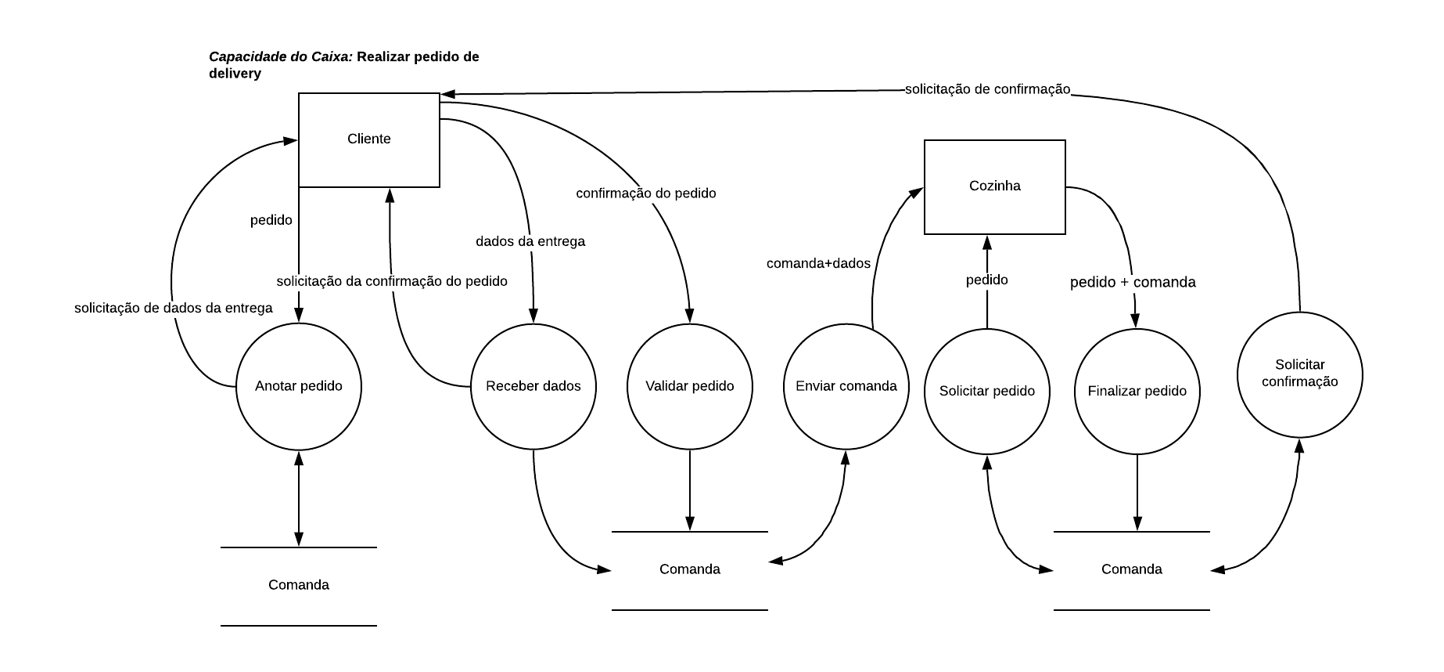 Capacidade do Caixa: Realizar pedido de
delivery
solicitação de confirmação
Cliente
Cozinha
confirmação do pedido
pedido
dados da entrega
comanda+dados
solicitação da confirmação do pedido
pedido
pedido + comanda
solicitação de dados da entrega
Anotar pedido
Receber dados
Validar pedido
Enviar comanda
Solicitar pedido
Finalizar pedido
Solicitar
confirmação
Comanda
Comanda
Comanda